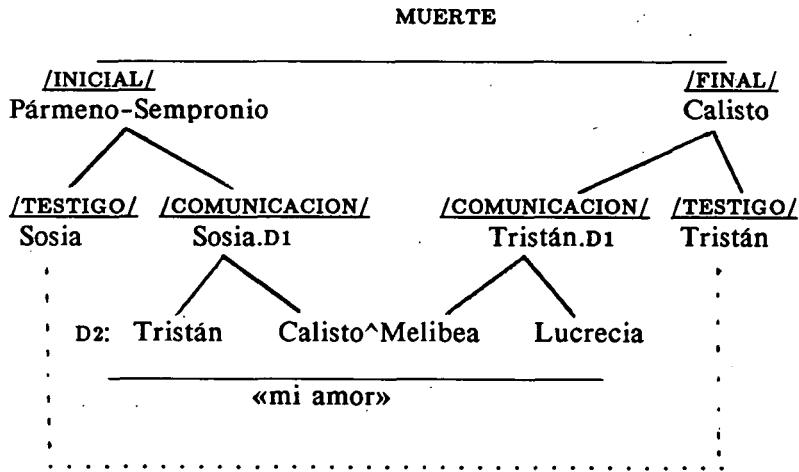 MUERTE
/INICIAL/ /FINAL/
Pármeno-Sempronio Calisto
/TESTIGO/ /COMUNICACION/ /COMUNICACION/ /TESTIGO/
Sosia Sosia.D1 Tristán.D1 Tristán
D2: Tristán Calisto^Melibea Lucrecia
«mi amor»